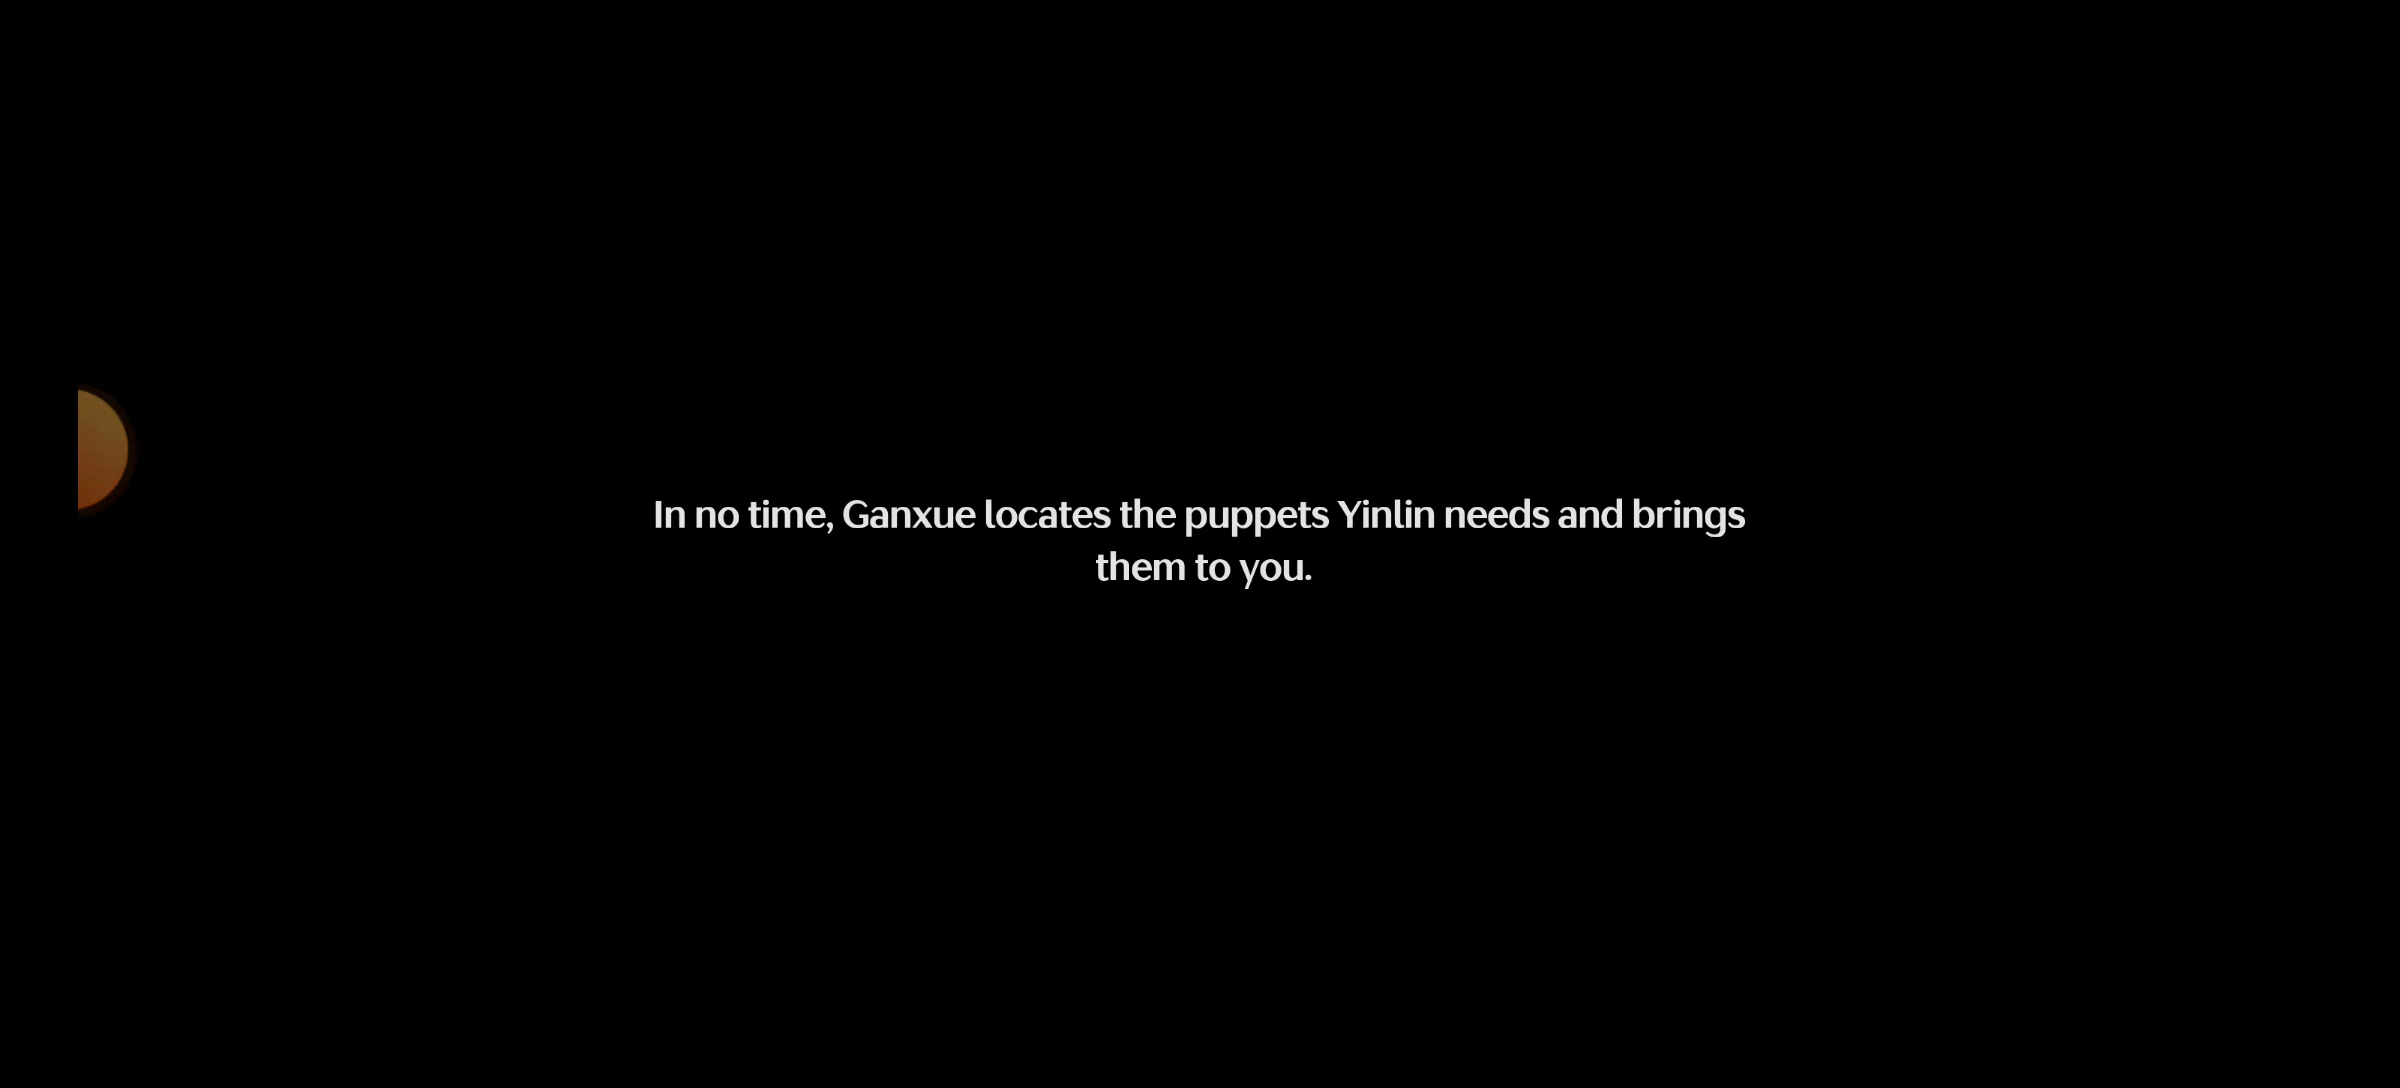 In no time, Ganxue locates the puppets Yinlin needs and brings
them to you.